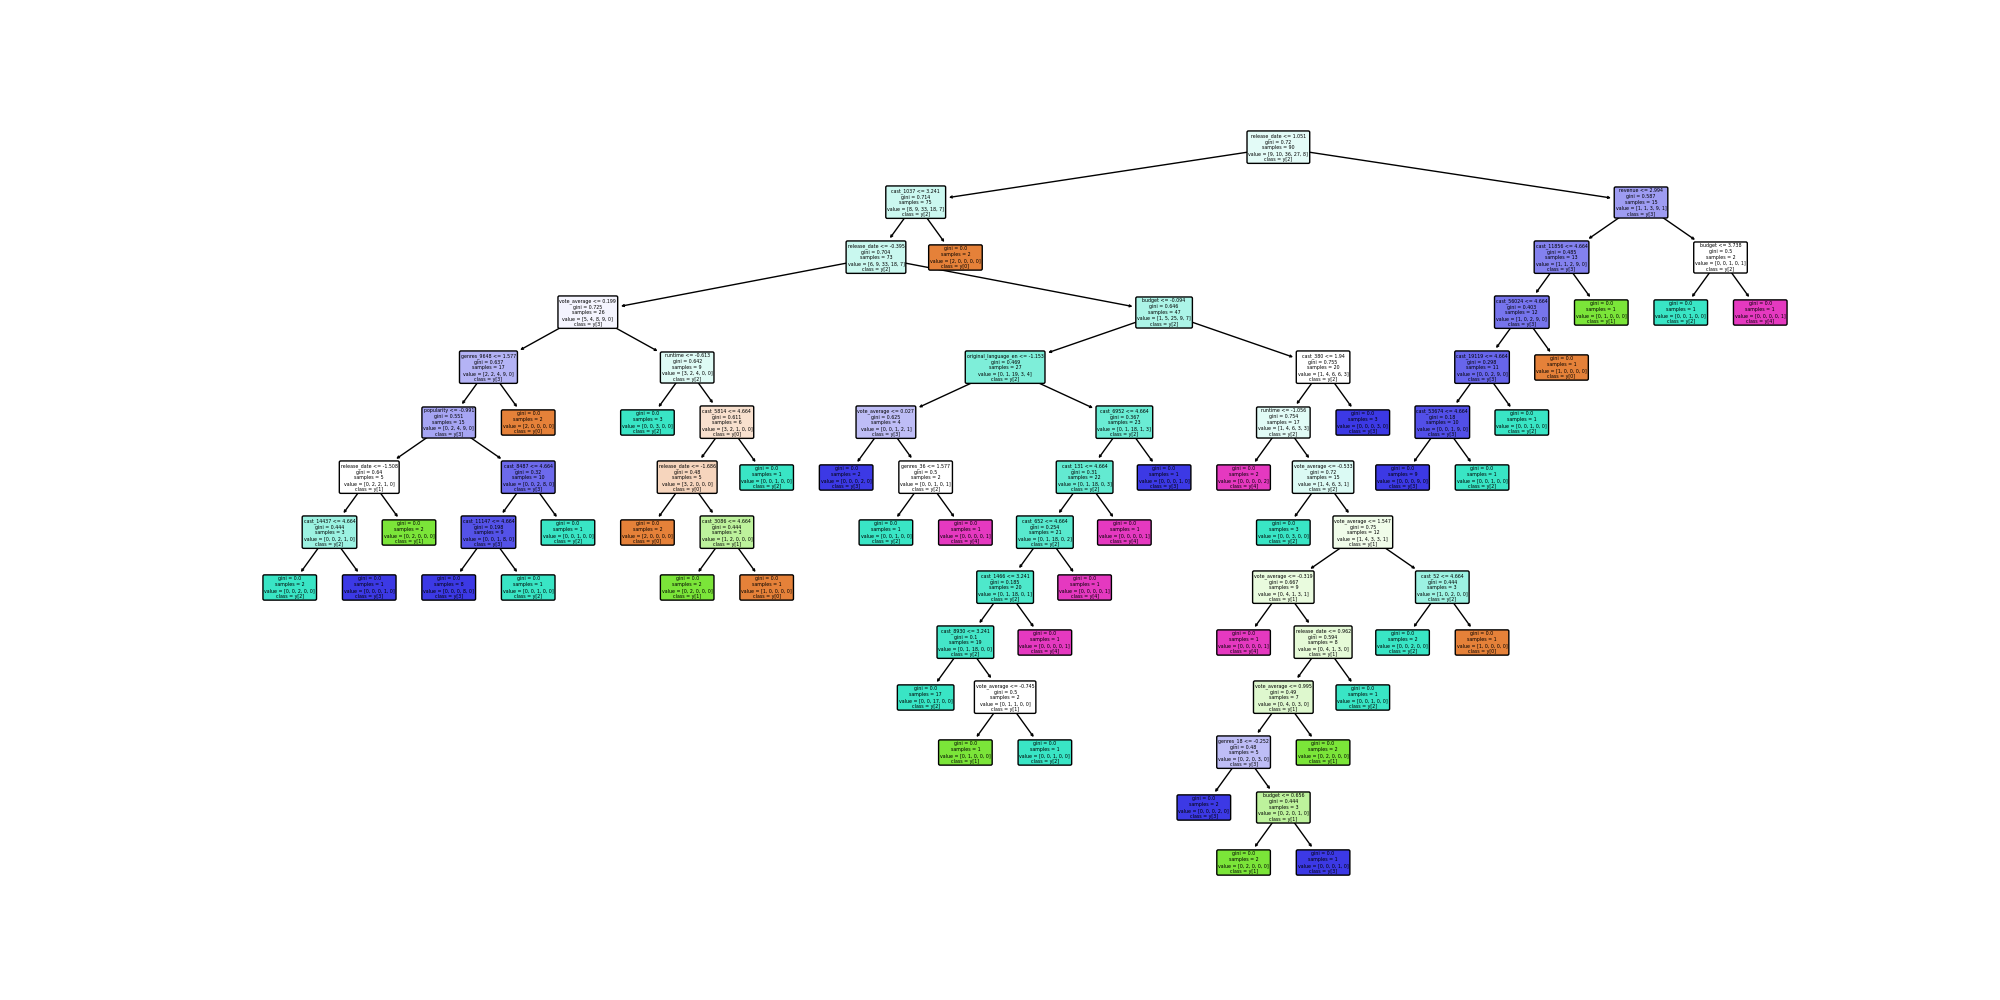 release_date <= 1.051
gini = 0.72
samples = 90
value = [9, 10, 36, 27, 8]
class = y[2]
cast_1037 <= 3.241
gini = 0.714
samples = 75
value = [8, 9, 33, 18, 7]
class = y[2]
revenue <= 2.994
gini = 0.587
samples = 15
value = [1, 1, 3, 9, 1]
class = y[3]
release_date <= -0.395
gini = 0.704
samples = 73
value = [6, 9, 33, 18, 7]
class = y[2]
gini = 0.0
samples = 2
value = [2, 0, 0, 0, 0]
class = y[0]
cast_11856 <= 4.664
gini = 0.485
samples = 13
value = [1, 1, 2, 9, 0]
class = y[3]
budget <= 3.738
gini = 0.5
samples = 2
value = [0, 0, 1, 0, 1]
class = y[2]
vote_average <= 0.199
gini = 0.725
samples = 26
value = [5, 4, 8, 9, 0]
class = y[3]
budget <= -0.094
gini = 0.646
samples = 47
value = [1, 5, 25, 9, 7]
class = y[2]
cast_56024 <= 4.664
gini = 0.403
samples = 12
value = [1, 0, 2, 9, 0]
class = y[3]
gini = 0.0
samples = 1
value = [0, 1, 0, 0, 0]
class = y[1]
gini = 0.0
samples = 1
value = [0, 0, 1, 0, 0]
class = y[2]
gini = 0.0
samples = 1
value = [0, 0, 0, 0, 1]
class = y[4]
genres_9648 <= 1.577
gini = 0.637
samples = 17
value = [2, 2, 4, 9, 0]
class = y[3]
runtime <= -0.613
gini = 0.642
samples = 9
value = [3, 2, 4, 0, 0]
class = y[2]
original_language_en <= -1.153
gini = 0.469
samples = 27
value = [0, 1, 19, 3, 4]
class = y[2]
cast_380 <= 1.94
gini = 0.755
samples = 20
value = [1, 4, 6, 6, 3]
class = y[2]
cast_19119 <= 4.664
gini = 0.298
samples = 11
value = [0, 0, 2, 9, 0]
class = y[3]
gini = 0.0
samples = 1
value = [1, 0, 0, 0, 0]
class = y[0]
popularity <= -0.991
gini = 0.551
samples = 15
value = [0, 2, 4, 9, 0]
class = y[3]
gini = 0.0
samples = 2
value = [2, 0, 0, 0, 0]
class = y[0]
gini = 0.0
samples = 3
value = [0, 0, 3, 0, 0]
class = y[2]
cast_5814 <= 4.664
gini = 0.611
samples = 6
value = [3, 2, 1, 0, 0]
class = y[0]
vote_average <= 0.027
gini = 0.625
samples = 4
value = [0, 0, 1, 2, 1]
class = y[3]
cast_6952 <= 4.664
gini = 0.367
samples = 23
value = [0, 1, 18, 1, 3]
class = y[2]
runtime <= -1.056
gini = 0.754
samples = 17
value = [1, 4, 6, 3, 3]
class = y[2]
gini = 0.0
samples = 3
value = [0, 0, 0, 3, 0]
class = y[3]
cast_53674 <= 4.664
gini = 0.18
samples = 10
value = [0, 0, 1, 9, 0]
class = y[3]
gini = 0.0
samples = 1
value = [0, 0, 1, 0, 0]
class = y[2]
release_date <= -1.508
gini = 0.64
samples = 5
value = [0, 2, 2, 1, 0]
class = y[1]
cast_8487 <= 4.664
gini = 0.32
samples = 10
value = [0, 0, 2, 8, 0]
class = y[3]
release_date <= -1.686
gini = 0.48
samples = 5
value = [3, 2, 0, 0, 0]
class = y[0]
gini = 0.0
samples = 1
value = [0, 0, 1, 0, 0]
class = y[2]
gini = 0.0
samples = 2
value = [0, 0, 0, 2, 0]
class = y[3]
genres_36 <= 1.577
gini = 0.5
samples = 2
value = [0, 0, 1, 0, 1]
class = y[2]
cast_131 <= 4.664
gini = 0.31
samples = 22
value = [0, 1, 18, 0, 3]
class = y[2]
gini = 0.0
samples = 1
value = [0, 0, 0, 1, 0]
class = y[3]
gini = 0.0
samples = 2
value = [0, 0, 0, 0, 2]
class = y[4]
vote_average <= -0.533
gini = 0.72
samples = 15
value = [1, 4, 6, 3, 1]
class = y[2]
gini = 0.0
samples = 9
value = [0, 0, 0, 9, 0]
class = y[3]
gini = 0.0
samples = 1
value = [0, 0, 1, 0, 0]
class = y[2]
cast_14437 <= 4.664
gini = 0.444
samples = 3
value = [0, 0, 2, 1, 0]
class = y[2]
gini = 0.0
samples = 2
value = [0, 2, 0, 0, 0]
class = y[1]
cast_11147 <= 4.664
gini = 0.198
samples = 9
value = [0, 0, 1, 8, 0]
class = y[3]
gini = 0.0
samples = 1
value = [0, 0, 1, 0, 0]
class = y[2]
gini = 0.0
samples = 2
value = [2, 0, 0, 0, 0]
class = y[0]
cast_3086 <= 4.664
gini = 0.444
samples = 3
value = [1, 2, 0, 0, 0]
class = y[1]
gini = 0.0
samples = 1
value = [0, 0, 1, 0, 0]
class = y[2]
gini = 0.0
samples = 1
value = [0, 0, 0, 0, 1]
class = y[4]
cast_652 <= 4.664
gini = 0.254
samples = 21
value = [0, 1, 18, 0, 2]
class = y[2]
gini = 0.0
samples = 1
value = [0, 0, 0, 0, 1]
class = y[4]
gini = 0.0
samples = 3
value = [0, 0, 3, 0, 0]
class = y[2]
vote_average <= 1.547
gini = 0.75
samples = 12
value = [1, 4, 3, 3, 1]
class = y[1]
gini = 0.0
samples = 2
value = [0, 0, 2, 0, 0]
class = y[2]
gini = 0.0
samples = 1
value = [0, 0, 0, 1, 0]
class = y[3]
gini = 0.0
samples = 8
value = [0, 0, 0, 8, 0]
class = y[3]
gini = 0.0
samples = 1
value = [0, 0, 1, 0, 0]
class = y[2]
gini = 0.0
samples = 2
value = [0, 2, 0, 0, 0]
class = y[1]
gini = 0.0
samples = 1
value = [1, 0, 0, 0, 0]
class = y[0]
cast_1466 <= 3.241
gini = 0.185
samples = 20
value = [0, 1, 18, 0, 1]
class = y[2]
gini = 0.0
samples = 1
value = [0, 0, 0, 0, 1]
class = y[4]
vote_average <= -0.319
gini = 0.667
samples = 9
value = [0, 4, 1, 3, 1]
class = y[1]
cast_52 <= 4.664
gini = 0.444
samples = 3
value = [1, 0, 2, 0, 0]
class = y[2]
cast_8930 <= 3.241
gini = 0.1
samples = 19
value = [0, 1, 18, 0, 0]
class = y[2]
gini = 0.0
samples = 1
value = [0, 0, 0, 0, 1]
class = y[4]
gini = 0.0
samples = 1
value = [0, 0, 0, 0, 1]
class = y[4]
release_date <= 0.962
gini = 0.594
samples = 8
value = [0, 4, 1, 3, 0]
class = y[1]
gini = 0.0
samples = 2
value = [0, 0, 2, 0, 0]
class = y[2]
gini = 0.0
samples = 1
value = [1, 0, 0, 0, 0]
class = y[0]
gini = 0.0
samples = 17
value = [0, 0, 17, 0, 0]
class = y[2]
vote_average <= -0.745
gini = 0.5
samples = 2
value = [0, 1, 1, 0, 0]
class = y[1]
vote_average <= 0.995
gini = 0.49
samples = 7
value = [0, 4, 0, 3, 0]
class = y[1]
gini = 0.0
samples = 1
value = [0, 0, 1, 0, 0]
class = y[2]
gini = 0.0
samples = 1
value = [0, 1, 0, 0, 0]
class = y[1]
gini = 0.0
samples = 1
value = [0, 0, 1, 0, 0]
class = y[2]
genres_18 <= -0.252
gini = 0.48
samples = 5
value = [0, 2, 0, 3, 0]
class = y[3]
gini = 0.0
samples = 2
value = [0, 2, 0, 0, 0]
class = y[1]
gini = 0.0
samples = 2
value = [0, 0, 0, 2, 0]
class = y[3]
budget <= 0.656
gini = 0.444
samples = 3
value = [0, 2, 0, 1, 0]
class = y[1]
gini = 0.0
samples = 2
value = [0, 2, 0, 0, 0]
class = y[1]
gini = 0.0
samples = 1
value = [0, 0, 0, 1, 0]
class = y[3]